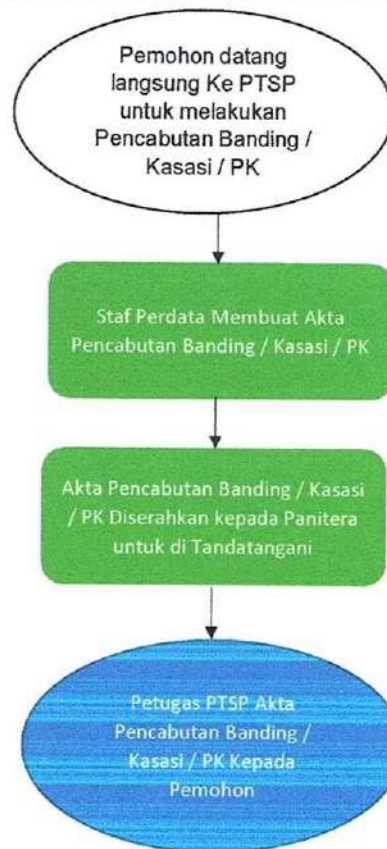 Pemohon datang
langsung Ke PTSP
untuk melakukan
Pencabutan Banding /
Kasasi / PK
Staf Perdata Membuat Akta
Pencabutan Banding / Kasasi / PK
Akta Pencabutan Banding / Kasasi
/ PK Diserahkan kepada Panitera
untuk di Tandatangani
Petugas PTSP Akta
Pencabutan Banding /
Kasasi / PK Kepada
Pemohon